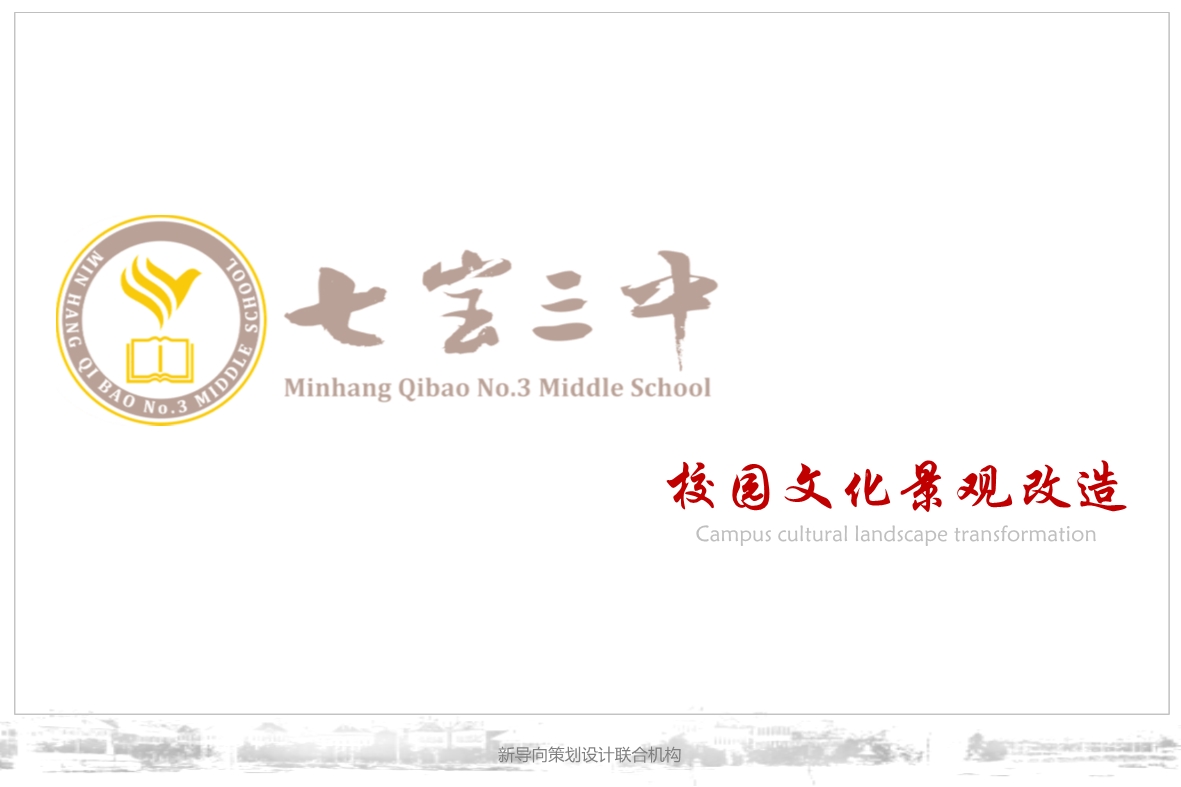 MIN HANG QI BAO No.3 MIDDLE SCHOOL
七宝三中
Minhang Qibao No.3 Middle School
校园文化景观改造
Campus cultural landscape transformation
新导向策划设计联合机构